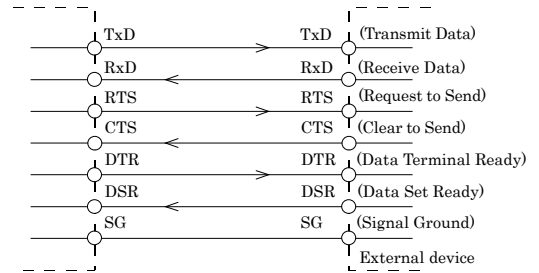 TxD TxD (Transmit Data)
RxD RxD (Receive Data)
RTS RTS (Request to Send)
CTS CTS (Clear to Send)
DTR DTR (Data Terminal Ready)
DSR DSR (Data Set Ready)
SG SG (Signal Ground)
External device